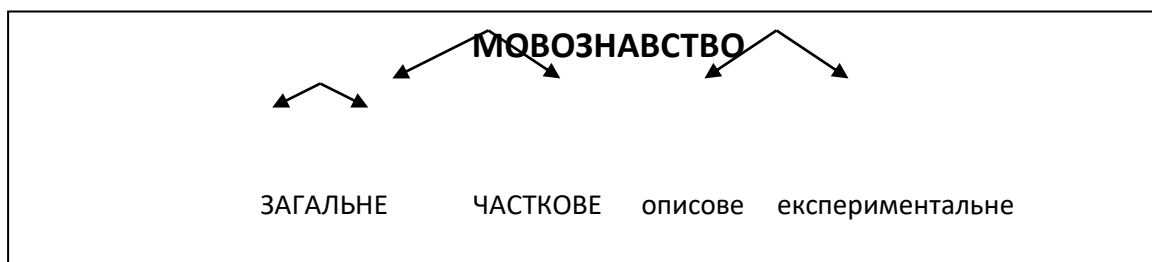 МОВОЗНАВСТВО
ЗАГАЛЬНЕ ЧАСТКОВЕ описове експериментальне